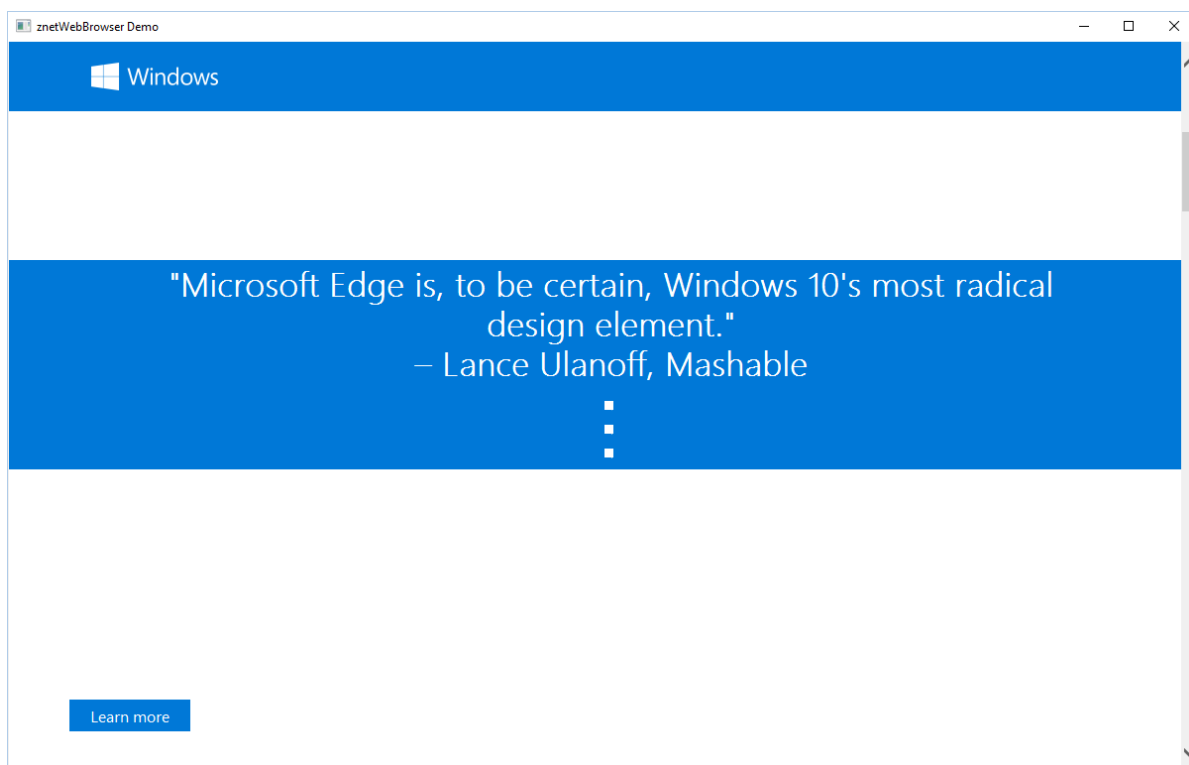 znetWebBrowser Demo
Windows
"Microsoft Edge is, to be certain, Windows 10's most radical
design element."
– Lance Ulanoff, Mashable
Learn more